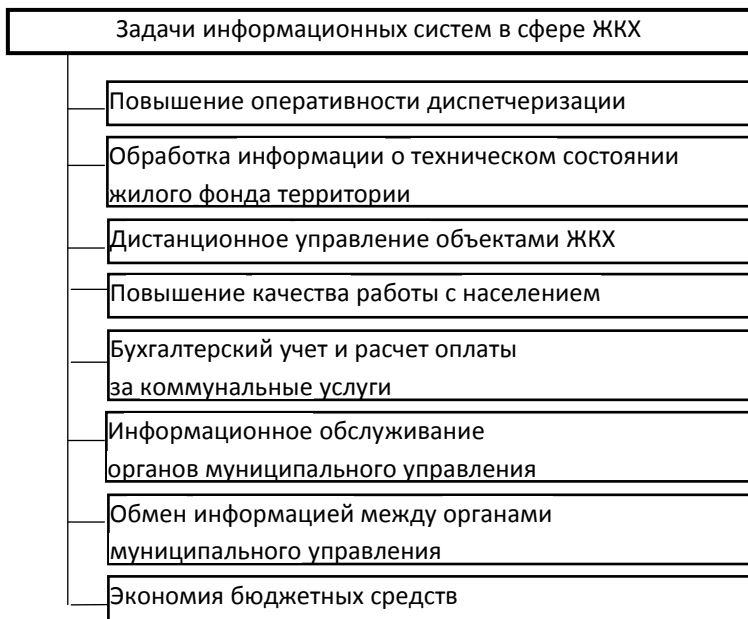 Задачи информационных систем в сфере ЖКХ
Повышение оперативности диспетчеризации
Обработка информации о техническом состоянии
жилого фонда территории
Дистанционное управление объектами ЖКХ
Повышение качества работы с населением
Бухгалтерский учет и расчет оплаты
за коммунальные услуги
Информационное обслуживание
органов муниципального управления
Обмен информацией между органами
муниципального управления
Экономия бюджетных средств